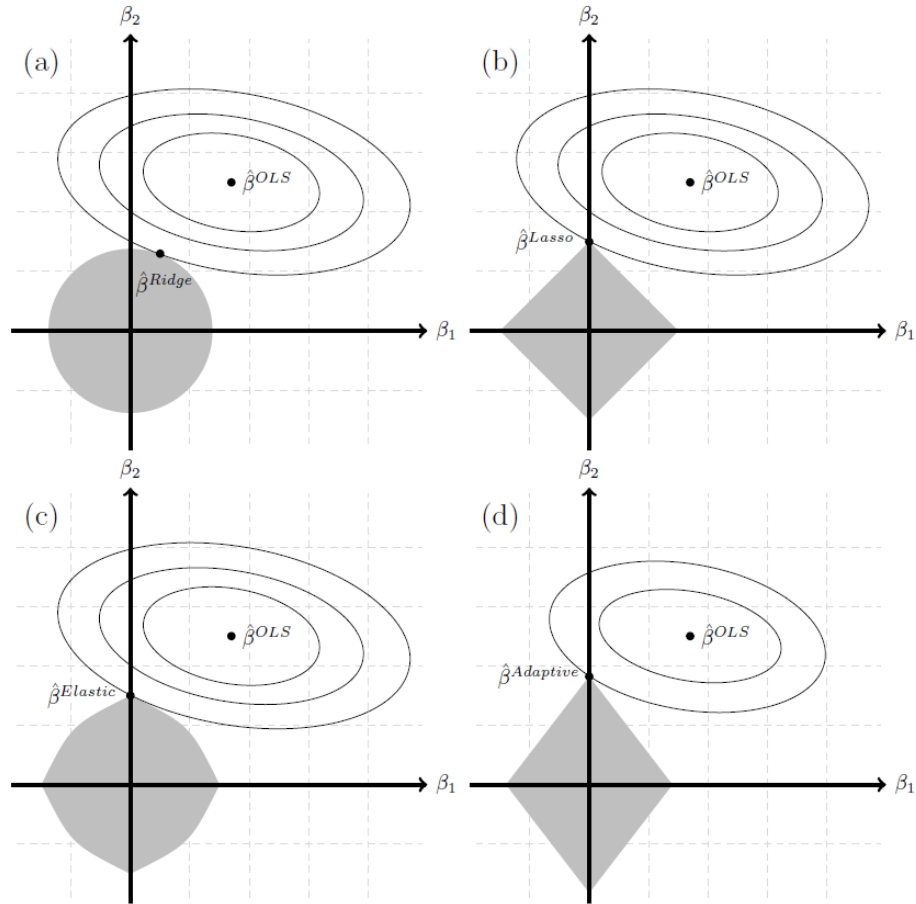 (a)
β₂
β̂^OLS
β̂^Ridge
β₁
(b)
β₂
β̂^OLS
β̂^Lasso
β₁
(c)
β₂
β̂^OLS
β̂^Elastic
β₁
(d)
β₂
β̂^OLS
β̂^Adaptive
β₁